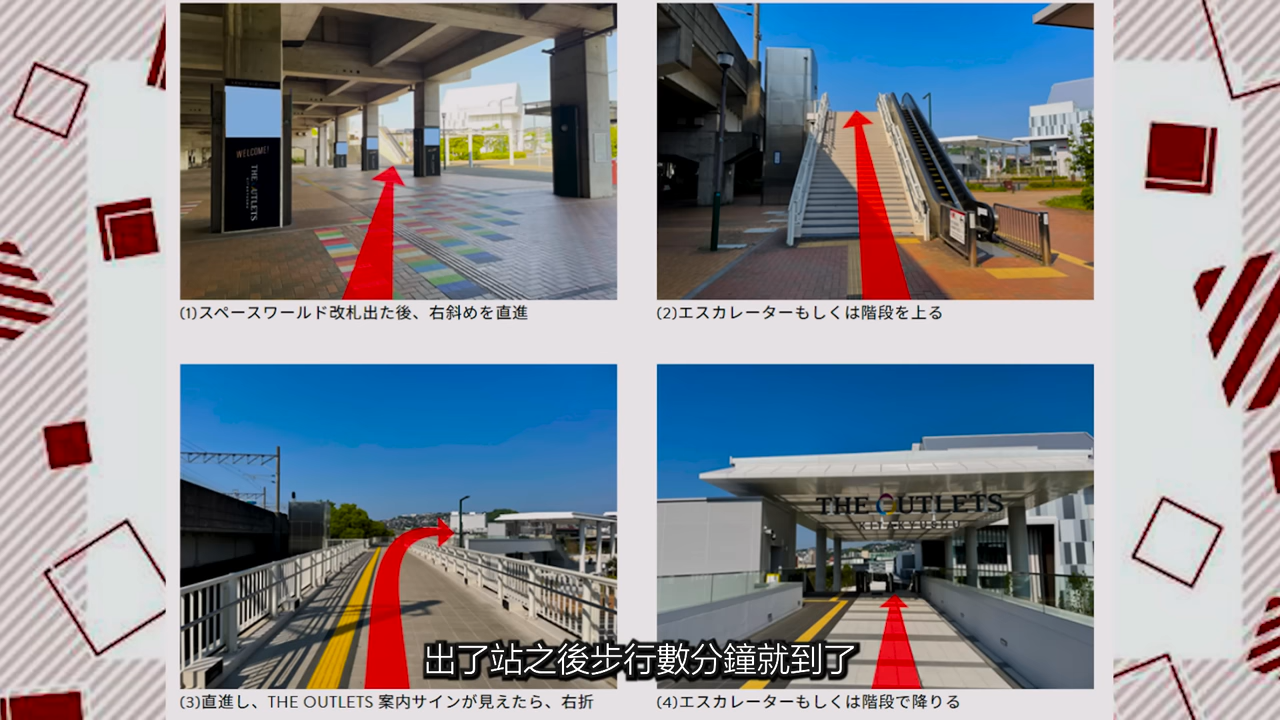 WELCOME!
THE OUTLETS
(1)スペースワールド改札出た後、右斜めを直進
(2)エスカレーターもしくは階段を上る
THE OUTLETS
KITAKYUSHU
出了站之後步行數分鐘就到了
(3)直進し、THE OUTLETS 案内サインが見えたら、右折
(4)エスカレーターもしくは階段で降りる